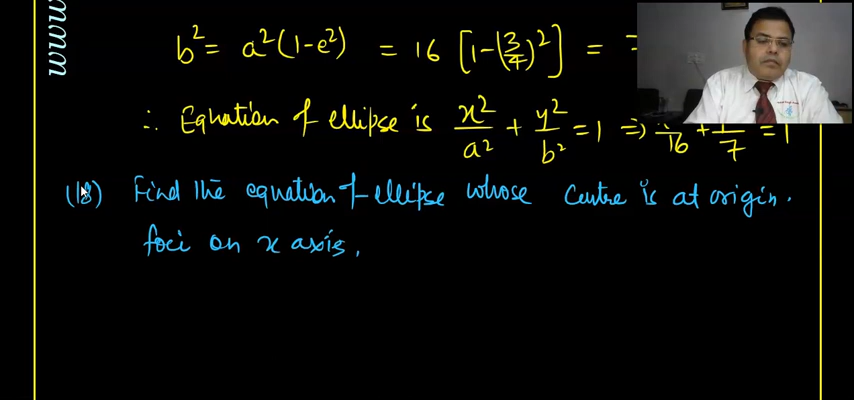 www
b² = a²(1-e²) = 16 [1-(3/4)²] =
∴ Equation of ellipse is x²/a² + y²/b² = 1 ⇒ /16 + /7 = 1
(18) Find the equation of ellipse whose centre is at origin.
foci on x axis,